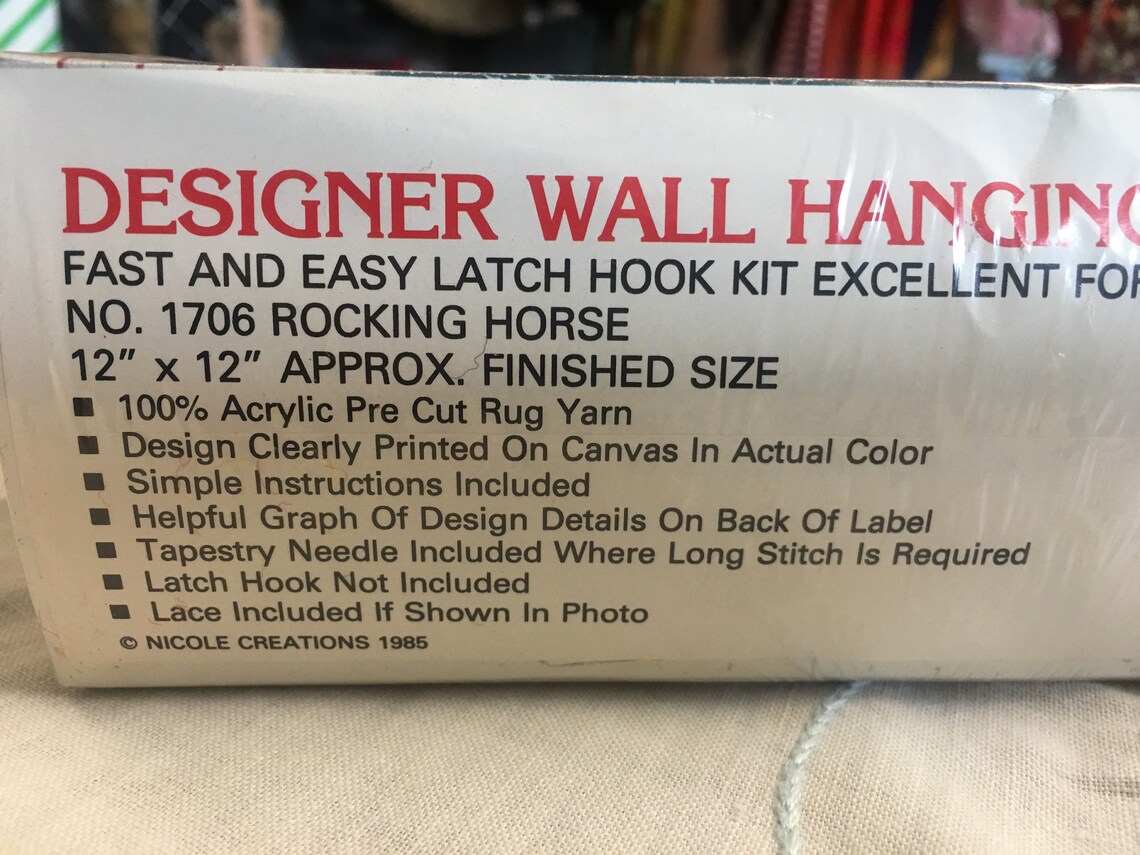 DESIGNER WALL HANGING
FAST AND EASY LATCH HOOK KIT EXCELLENT FOR
NO. 1706 ROCKING HORSE
12" x 12" APPROX. FINISHED SIZE
■ 100% Acrylic Pre Cut Rug Yarn
■ Design Clearly Printed On Canvas In Actual Color
■ Simple Instructions Included
■ Helpful Graph Of Design Details On Back Of Label
■ Tapestry Needle Included Where Long Stitch Is Required
■ Latch Hook Not Included
■ Lace Included If Shown In Photo
© NICOLE CREATIONS 1985